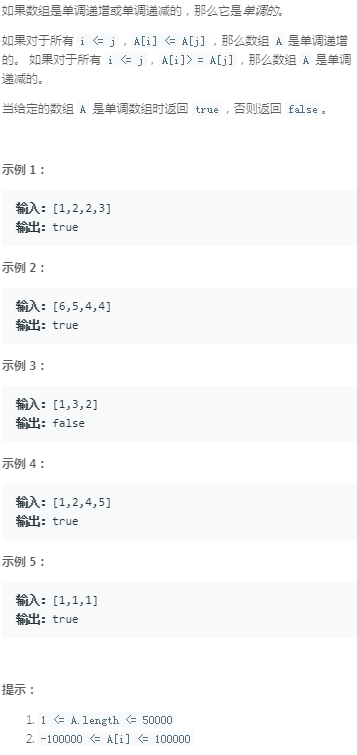 如果数组是单调递增或单调递减的，那么它是单调的。
如果对于所有 i <= j，A[i] <= A[j]，那么数组 A 是单调递增
的。 如果对于所有 i <= j，A[i]> = A[j]，那么数组 A 是单调
递减的。
当给定的数组 A 是单调数组时返回 true，否则返回 false。
示例 1：
输入：[1,2,2,3]
输出：true
示例 2：
输入：[6,5,4,4]
输出：true
示例 3：
输入：[1,3,2]
输出：false
示例 4：
输入：[1,2,4,5]
输出：true
示例 5：
输入：[1,1,1]
输出：true
提示：
1. 1 <= A.length <= 50000
2. -100000 <= A[i] <= 100000